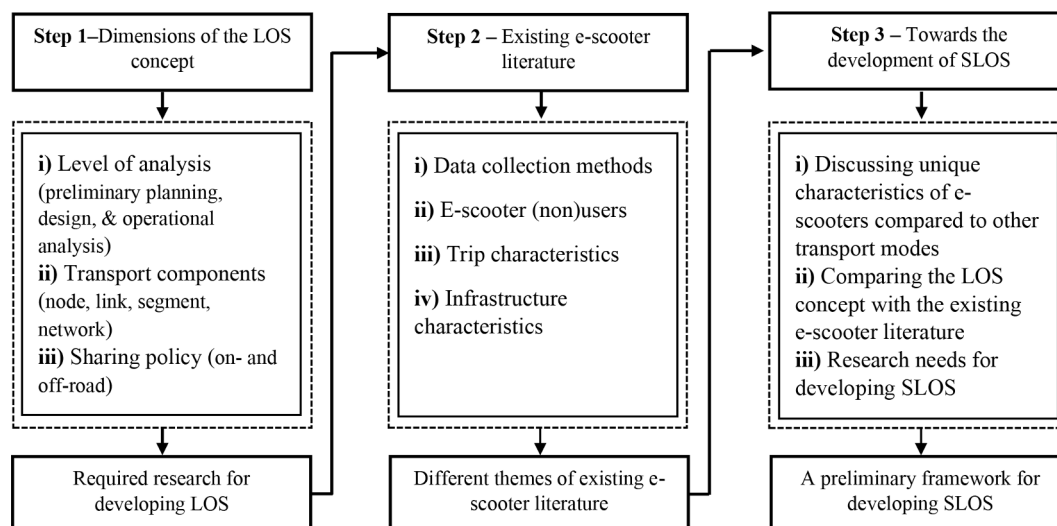 Step 1–Dimensions of the LOS
concept
i) Level of analysis
(preliminary planning,
design, & operational
analysis)
ii) Transport components
(node, link, segment,
network)
iii) Sharing policy (on- and
off-road)
Required research for
developing LOS
Step 2 – Existing e-scooter
literature
i) Data collection methods
ii) E-scooter (non)users
iii) Trip characteristics
iv) Infrastructure
characteristics
Different themes of existing e-
scooter literature
Step 3 – Towards the
development of SLOS
i) Discussing unique
characteristics of e-
scooters compared to other
transport modes
ii) Comparing the LOS
concept with the existing
e-scooter literature
iii) Research needs for
developing SLOS
A preliminary framework for
developing SLOS